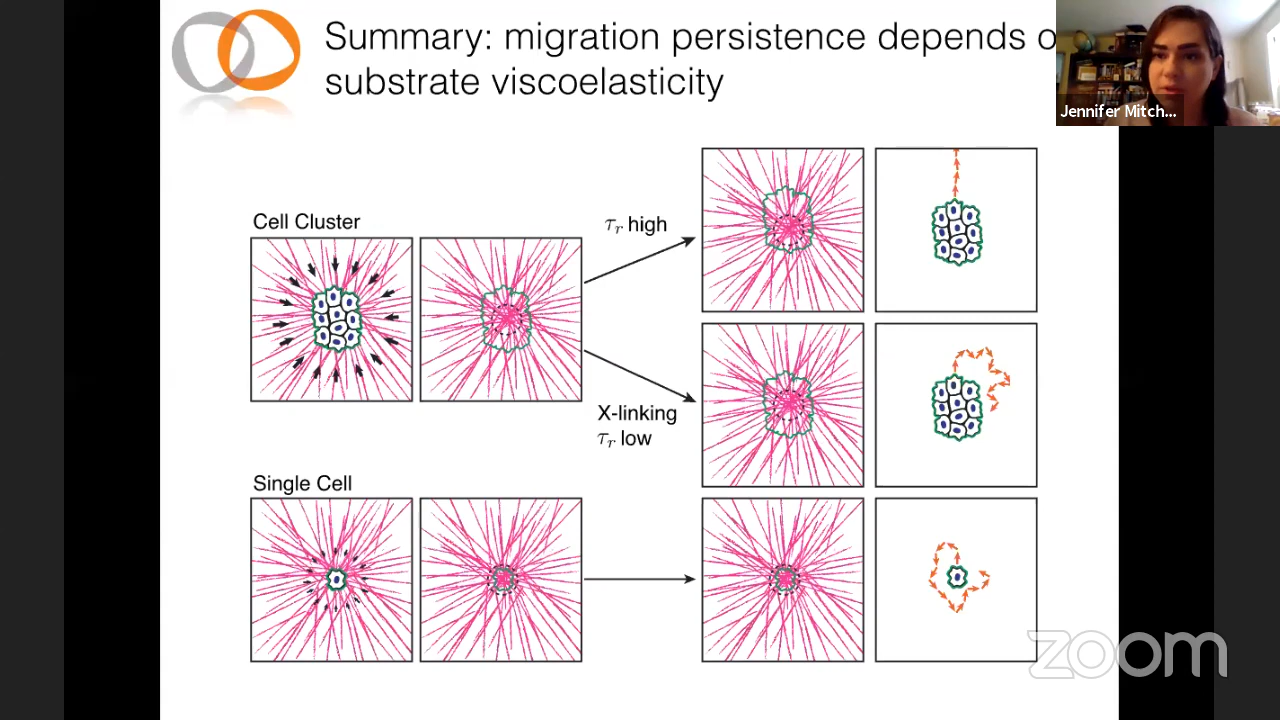 Summary: migration persistence depends o
substrate viscoelasticity
Jennifer Mitch...
Cell Cluster
τr high
X-linking
τr low
Single Cell
zoom